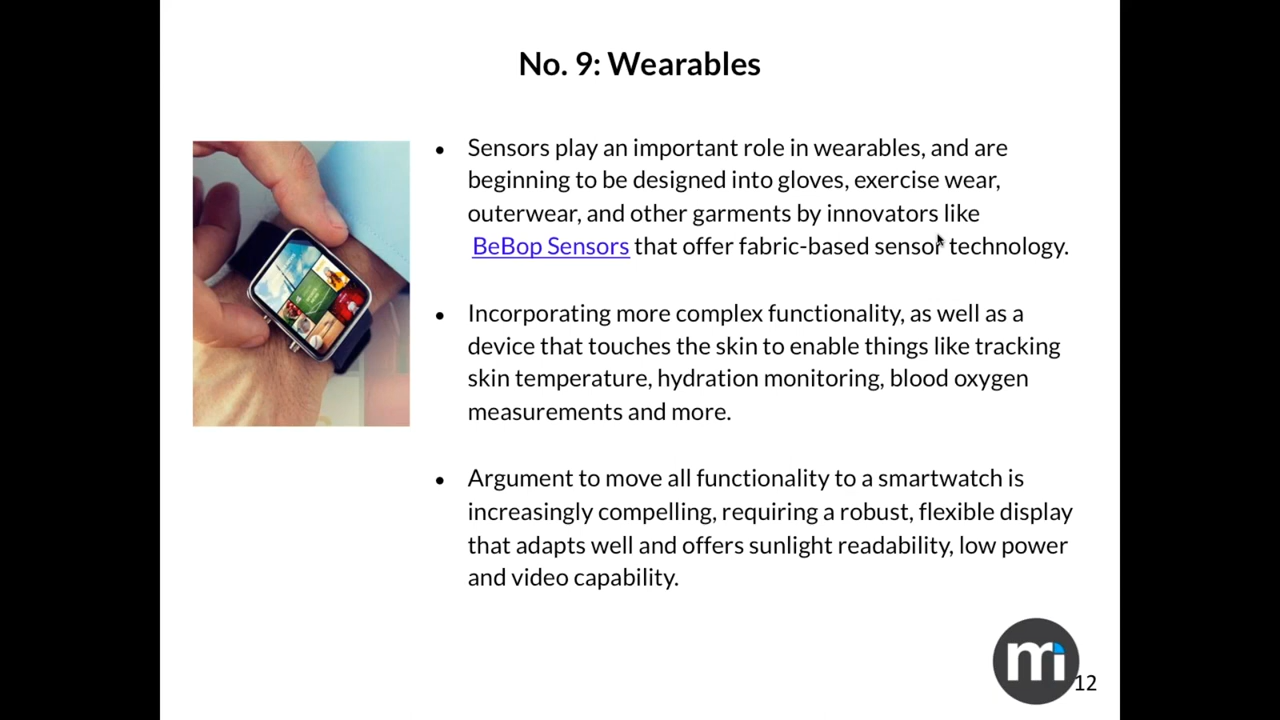 No. 9: Wearables
• Sensors play an important role in wearables, and are
beginning to be designed into gloves, exercise wear,
outerwear, and other garments by innovators like
BeBop Sensors that offer fabric-based sensor technology.
• Incorporating more complex functionality, as well as a
device that touches the skin to enable things like tracking
skin temperature, hydration monitoring, blood oxygen
measurements and more.
• Argument to move all functionality to a smartwatch is
increasingly compelling, requiring a robust, flexible display
that adapts well and offers sunlight readability, low power
and video capability.
mi
12